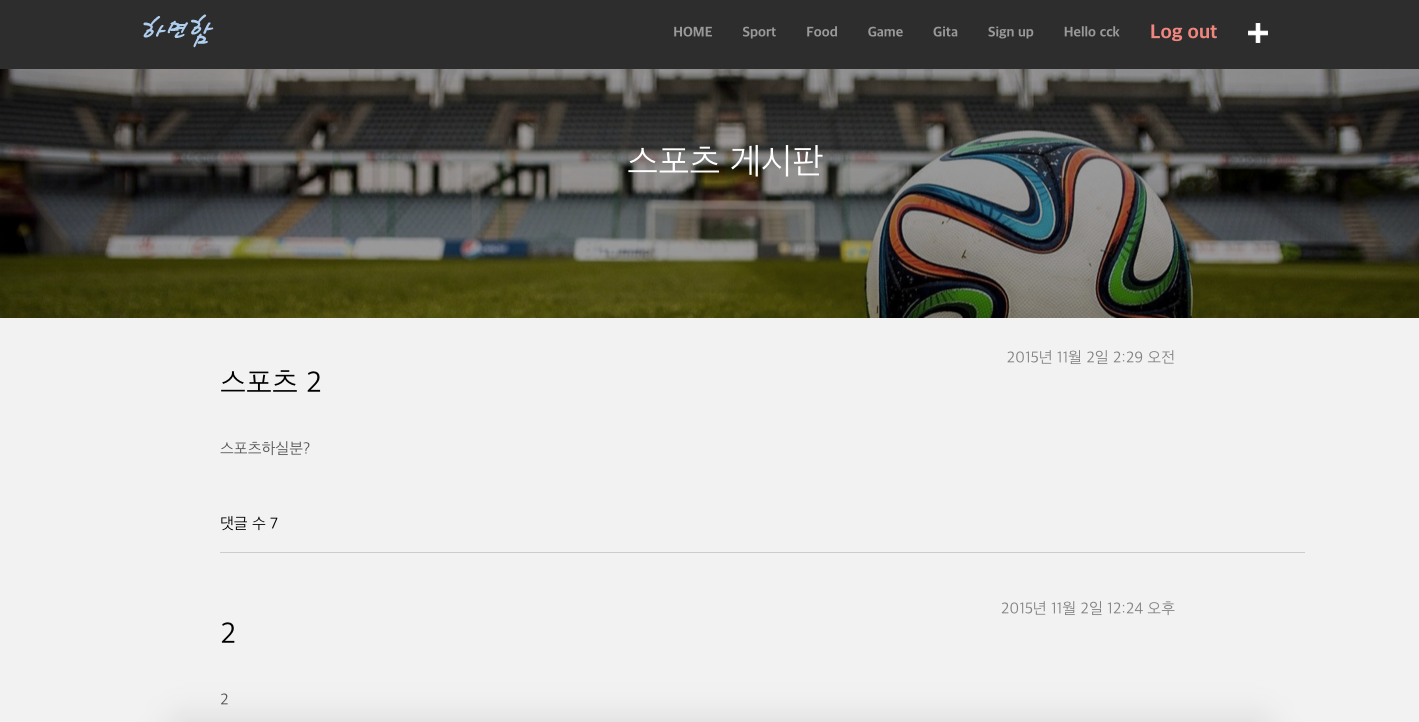 하면함
HOME Sport Food Game Gita Sign up Hello cck Log out
스포츠 게시판
2015년 11월 2일 2:29 오전
스포츠 2
스포츠하실분?
댓글 수 7
2015년 11월 2일 12:24 오후
2
2